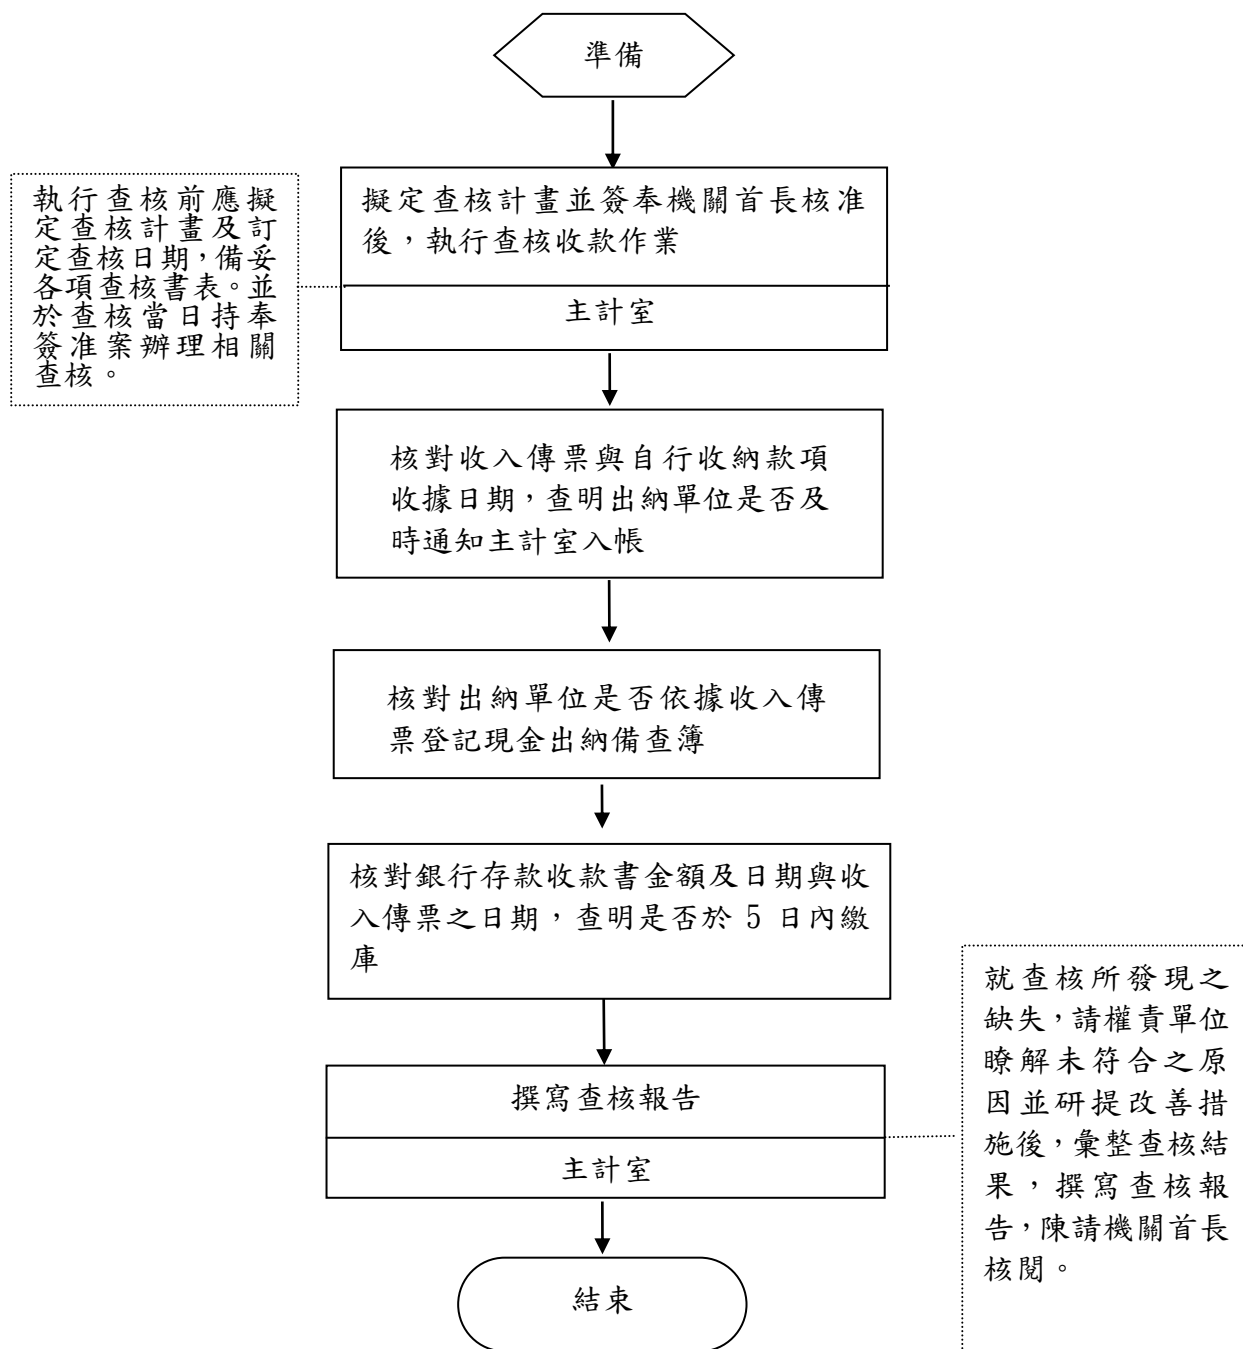 準備
擬定查核計畫並簽奉機關首長核准
後，執行查核收款作業
主計室
執行查核前應擬
定查核計畫及訂
定查核日期，備妥
各項查核書表。並
於查核當日持奉
簽准案辦理相關
查核。
核對收入傳票與自行收納款項
收據日期，查明出納單位是否及
時通知主計室入帳
核對出納單位是否依據收入傳
票登記現金出納備查簿
核對銀行存款收款書金額及日期與收
入傳票之日期，查明是否於 5 日內繳
庫
撰寫查核報告
主計室
就查核所發現之
缺失，請權責單位
瞭解未符合之原
因並研提改善措
施後，彙整查核結
果，撰寫查核報
告，陳請機關首長
核閱。
結束